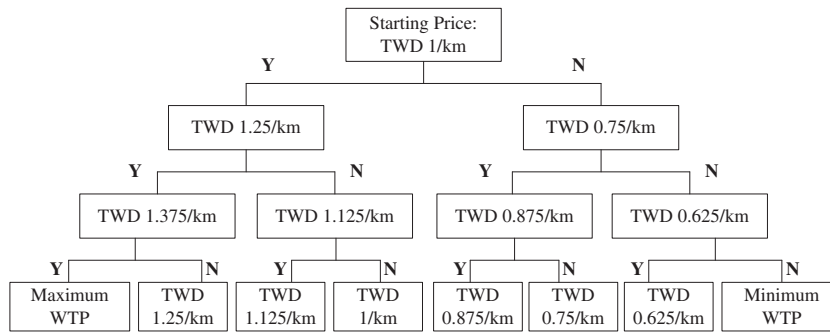 Starting Price:
TWD 1/km
Y N
TWD 1.25/km TWD 0.75/km
Y N Y N
TWD 1.375/km TWD 1.125/km TWD 0.875/km TWD 0.625/km
Y N Y N Y N Y N
Maximum TWD TWD TWD TWD TWD TWD Minimum
WTP 1.25/km 1.125/km 1/km 0.875/km 0.75/km 0.625/km WTP